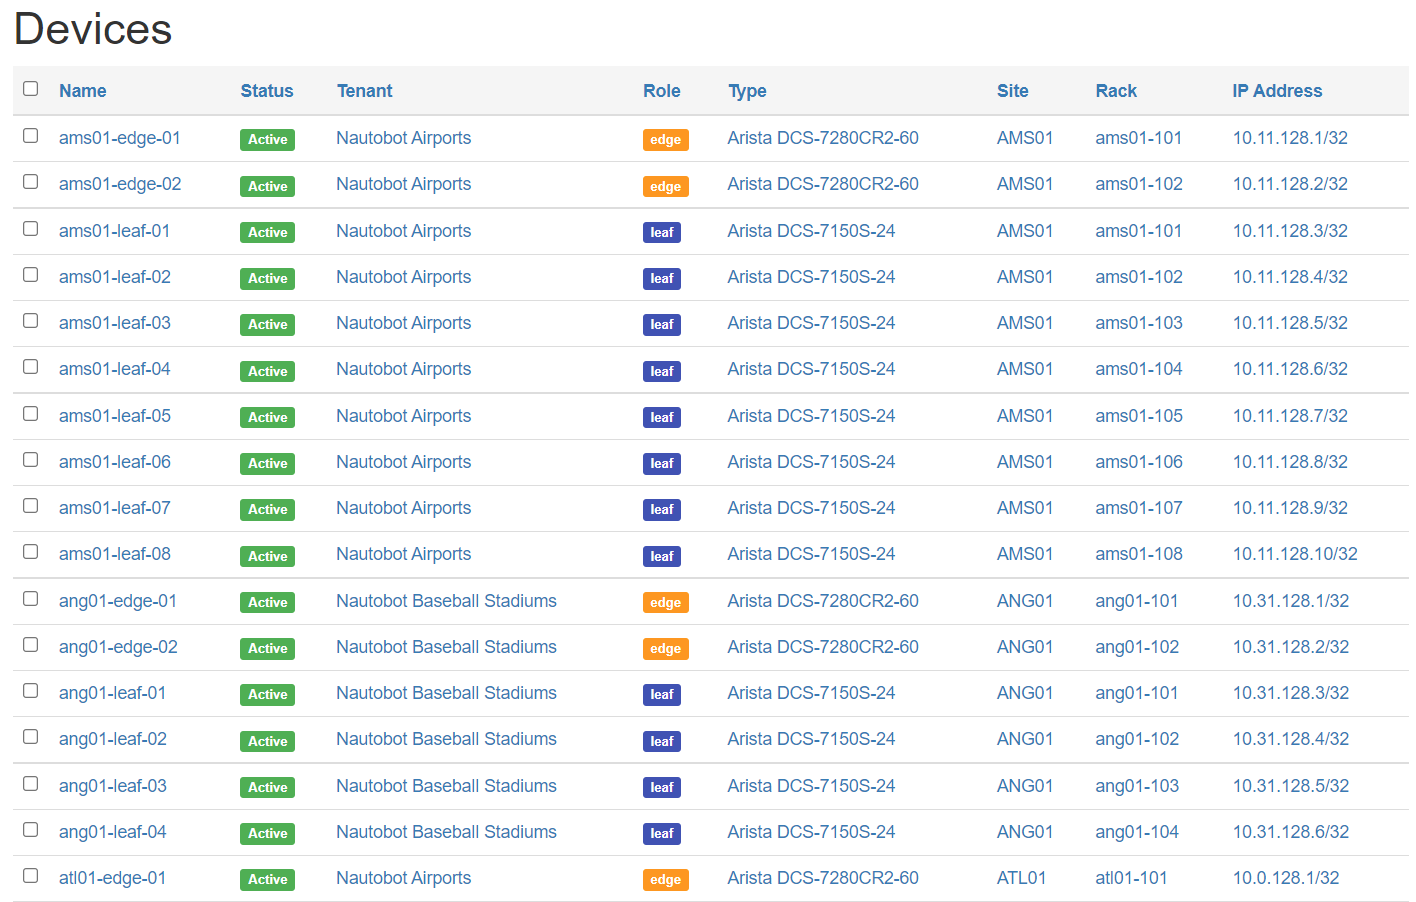 Devices
Name Status Tenant Role Type Site Rack IP Address
ams01-edge-01 Active Nautobot Airports edge Arista DCS-7280CR2-60 AMS01 ams01-101 10.11.128.1/32
ams01-edge-02 Active Nautobot Airports edge Arista DCS-7280CR2-60 AMS01 ams01-102 10.11.128.2/32
ams01-leaf-01 Active Nautobot Airports leaf Arista DCS-7150S-24 AMS01 ams01-101 10.11.128.3/32
ams01-leaf-02 Active Nautobot Airports leaf Arista DCS-7150S-24 AMS01 ams01-102 10.11.128.4/32
ams01-leaf-03 Active Nautobot Airports leaf Arista DCS-7150S-24 AMS01 ams01-103 10.11.128.5/32
ams01-leaf-04 Active Nautobot Airports leaf Arista DCS-7150S-24 AMS01 ams01-104 10.11.128.6/32
ams01-leaf-05 Active Nautobot Airports leaf Arista DCS-7150S-24 AMS01 ams01-105 10.11.128.7/32
ams01-leaf-06 Active Nautobot Airports leaf Arista DCS-7150S-24 AMS01 ams01-106 10.11.128.8/32
ams01-leaf-07 Active Nautobot Airports leaf Arista DCS-7150S-24 AMS01 ams01-107 10.11.128.9/32
ams01-leaf-08 Active Nautobot Airports leaf Arista DCS-7150S-24 AMS01 ams01-108 10.11.128.10/32
ang01-edge-01 Active Nautobot Baseball Stadiums edge Arista DCS-7280CR2-60 ANG01 ang01-101 10.31.128.1/32
ang01-edge-02 Active Nautobot Baseball Stadiums edge Arista DCS-7280CR2-60 ANG01 ang01-102 10.31.128.2/32
ang01-leaf-01 Active Nautobot Baseball Stadiums leaf Arista DCS-7150S-24 ANG01 ang01-101 10.31.128.3/32
ang01-leaf-02 Active Nautobot Baseball Stadiums leaf Arista DCS-7150S-24 ANG01 ang01-102 10.31.128.4/32
ang01-leaf-03 Active Nautobot Baseball Stadiums leaf Arista DCS-7150S-24 ANG01 ang01-103 10.31.128.5/32
ang01-leaf-04 Active Nautobot Baseball Stadiums leaf Arista DCS-7150S-24 ANG01 ang01-104 10.31.128.6/32
atl01-edge-01 Active Nautobot Airports edge Arista DCS-7280CR2-60 ATL01 atl01-101 10.0.128.1/32